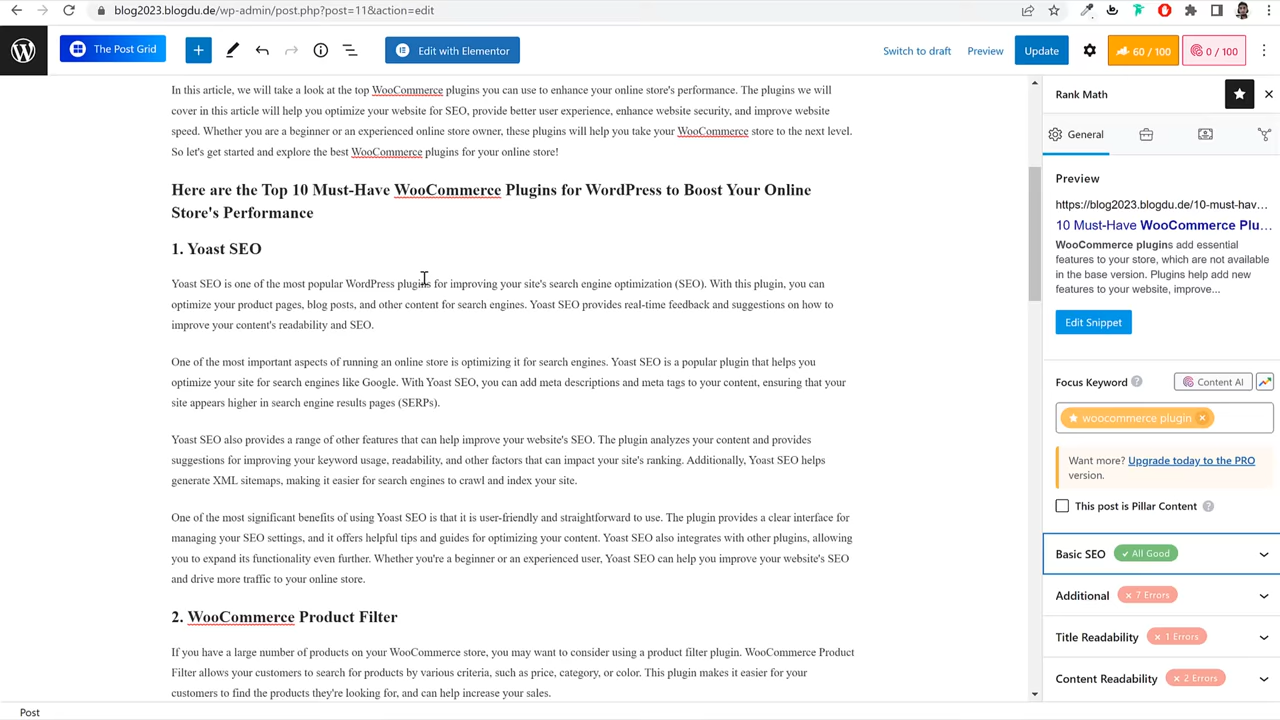 blog2023.blogdu.de/wp-admin/post.php?post=11&action=edit
The Post Grid
Edit with Elementor
Switch to draft
Preview
Update
60 / 100
0 / 100
In this article, we will take a look at the top WooCommerce plugins you can use to enhance your online store's performance. The plugins we will
cover in this article will help you optimize your website for SEO, provide better user experience, enhance website security, and improve website
speed. Whether you are a beginner or an experienced online store owner, these plugins will help you take your WooCommerce store to the next level.
So let's get started and explore the best WooCommerce plugins for your online store!
Here are the Top 10 Must-Have WooCommerce Plugins for WordPress to Boost Your Online
Store's Performance
1. Yoast SEO
Yoast SEO is one of the most popular WordPress plugins for improving your site's search engine optimization (SEO). With this plugin, you can
optimize your product pages, blog posts, and other content for search engines. Yoast SEO provides real-time feedback and suggestions on how to
improve your content's readability and SEO.
One of the most important aspects of running an online store is optimizing it for search engines. Yoast SEO is a popular plugin that helps you
optimize your site for search engines like Google. With Yoast SEO, you can add meta descriptions and meta tags to your content, ensuring that your
site appears higher in search engine results pages (SERPs).
Yoast SEO also provides a range of other features that can help improve your website's SEO. The plugin analyzes your content and provides
suggestions for improving your keyword usage, readability, and other factors that can impact your site's ranking. Additionally, Yoast SEO helps
generate XML sitemaps, making it easier for search engines to crawl and index your site.
One of the most significant benefits of using Yoast SEO is that it is user-friendly and straightforward to use. The plugin provides a clear interface for
managing your SEO settings, and it offers helpful tips and guides for optimizing your content. Yoast SEO also integrates with other plugins, allowing
you to expand its functionality even further. Whether you're a beginner or an experienced user, Yoast SEO can help you improve your website's SEO
and drive more traffic to your online store.
2. WooCommerce Product Filter
If you have a large number of products on your WooCommerce store, you may want to consider using a product filter plugin. WooCommerce Product
Filter allows your customers to search for products by various criteria, such as price, category, or color. This plugin makes it easier for your
customers to find the products they're looking for, and can help increase your sales.
Post
Rank Math
General
Preview
https://blog2023.blogdu.de/10-must-hav...
10 Must-Have WooCommerce Plu...
WooCommerce plugins add essential
features to your store, which are not available
in the base version. Plugins help add new
features to your website, improve...
Edit Snippet
Focus Keyword
Content AI
woocommerce plugin
Want more? Upgrade today to the PRO
version.
This post is Pillar Content
Basic SEO
All Good
Additional
7 Errors
Title Readability
1 Errors
Content Readability
2 Errors